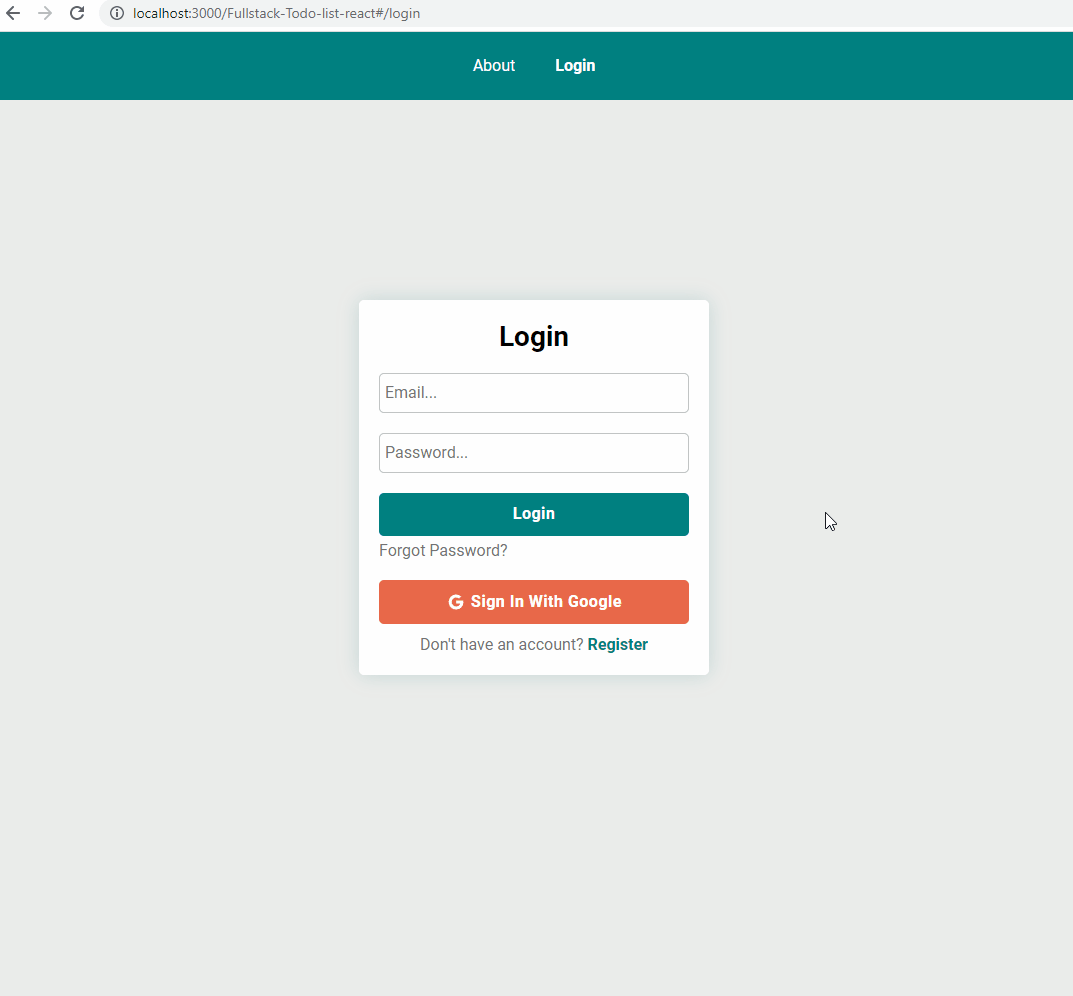 localhost:3000/Fullstack-Todo-list-react#/login
About Login
Login
Email...
Password...
Login
Forgot Password?
G Sign In With Google
Don't have an account? Register